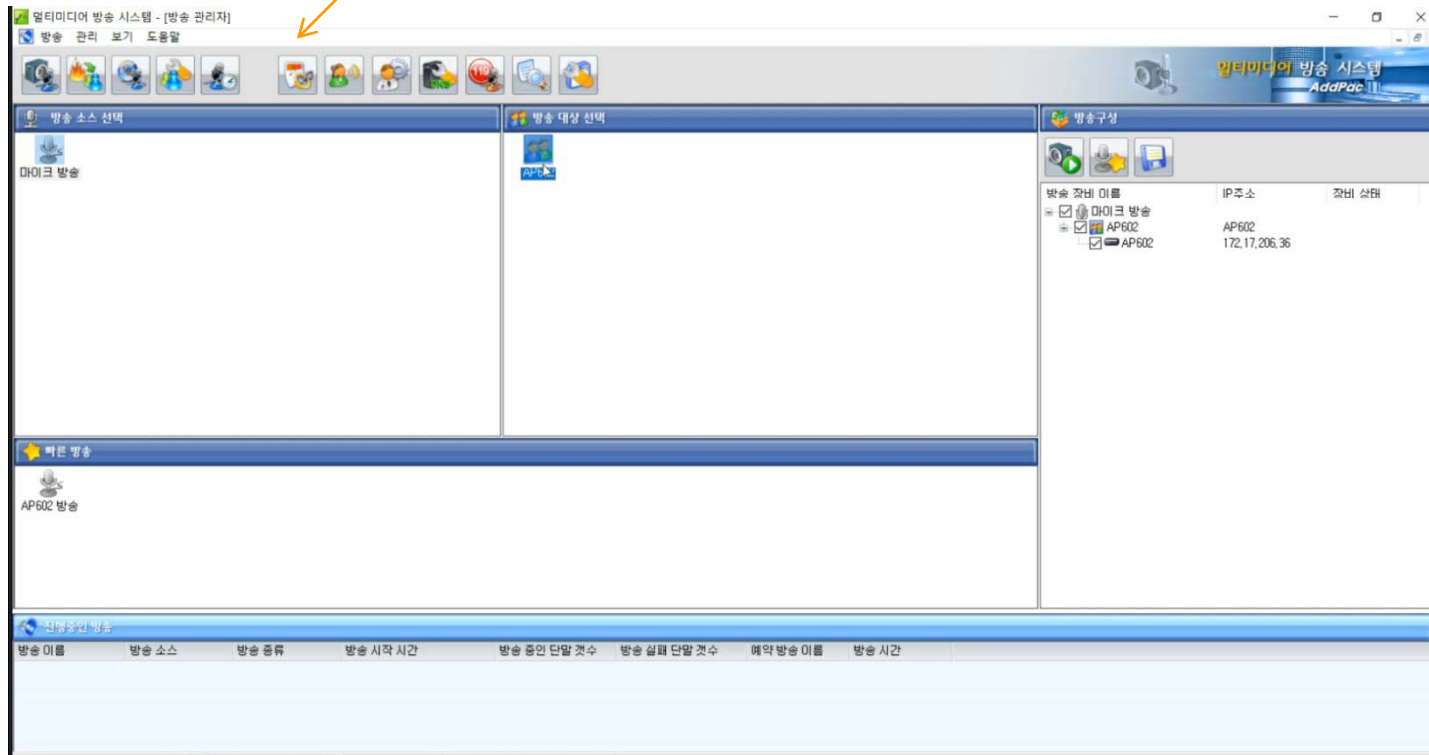 멀티미디어 방송 시스템 - [방송 관리자]
방송 관리 보기 도움말
멀티미디어 방송 시스템
AddPac
방송 소스 선택
방송 대상 선택
방송구성
마이크 방송
AP602
방송 장비 이름 IP주소 장비 상태
마이크 방송
AP602 AP602
AP602 172,17,206,36
빠른 방송
AP602 방송
진행중인 방송
방송 이름 방송 소스 방송 종류 방송 시작 시간 방송 중인 단말 갯수 방송 실패 단말 갯수 예약 방송 이름 방송 시간